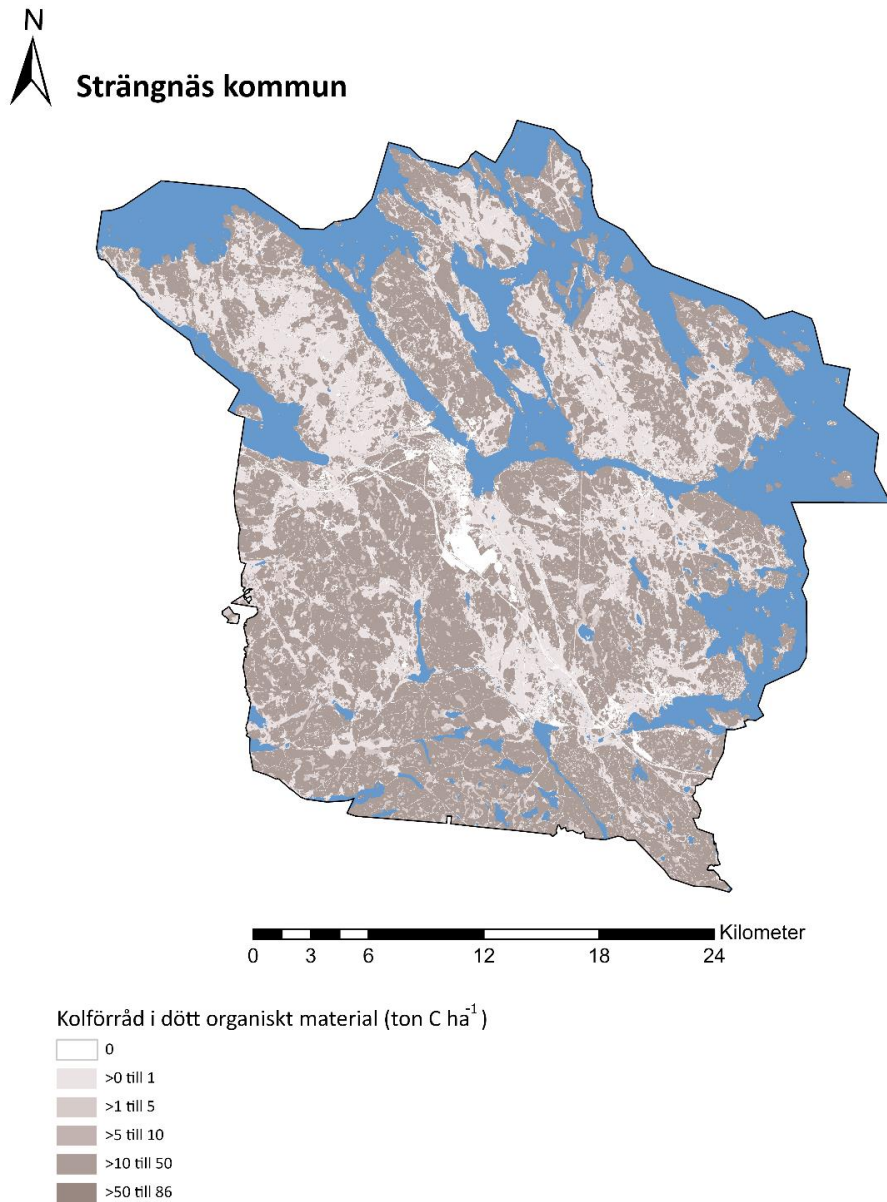 N
Strängnäs kommun
Kilometer
0 3 6 12 18 24
Kolförråd i dött organiskt material (ton C ha⁻¹)
0
>0 till 1
>1 till 5
>5 till 10
>10 till 50
>50 till 86